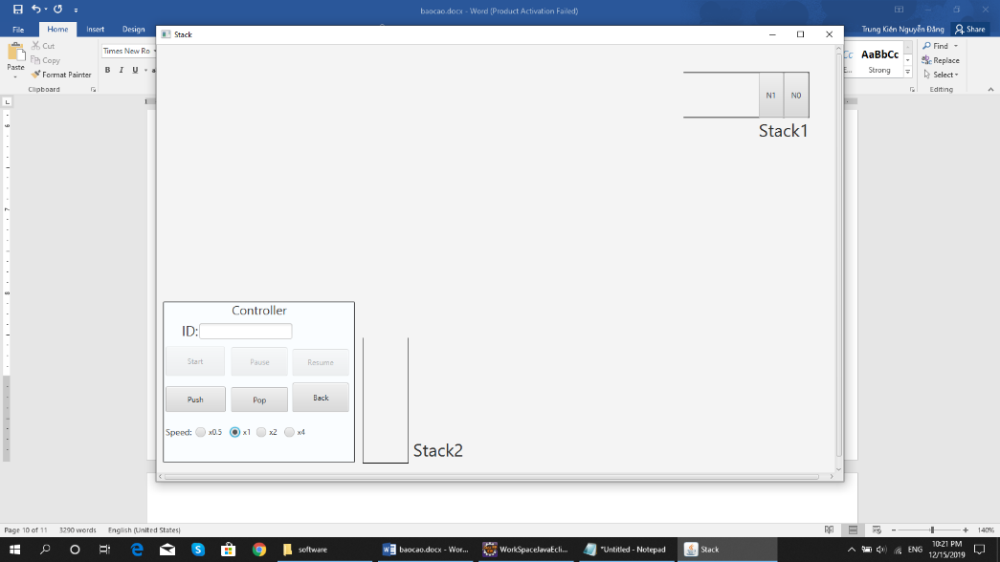 baocao.docx - Word (Product Activation Failed)
File Home Insert Design
Trung Kiên Nguyễn Đăng Share
Stack
Cut
Copy
Format Painter
Paste
Clipboard
Times New Ro
B I U
AaBbCc
Strong
Find
Replace
Select
Editing
N1 N0
Stack1
Controller
ID:
Start Pause Resume
Push Pop Back
Speed: x0.5 x1 x2 x4
Stack2
Page 10 of 11 3290 words English (United States)
140%
software
baocao.docx - Wor...
WorkSpaceJavaEcli...
*Untitled - Notepad
Stack
ENG
10:21 PM
12/15/2019